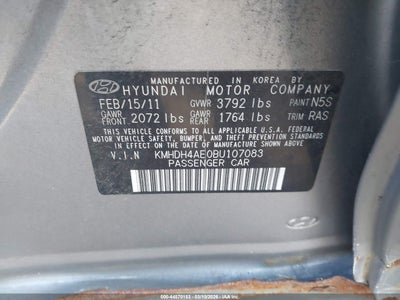 MANUFACTURED IN KOREA BY
HYUNDAI MOTOR COMPANY
FEB/15/11 GVWR 3792 lbs PAINT N5S
GAWR FRONT 2072 lbs GAWR REAR 1764 lbs TRIM RAS
THIS VEHICLE CONFORMS TO ALL APPLICABLE U.S. FEDERAL
MOTOR VEHICLE SAFETY, BUMPER, AND THEFT PREVENTION
STANDARDS IN EFFECT ON THE DATE OF MANUFACTURE SHOWN ABOVE.
V.I.N KMHDH4AE0BU107083
PASSENGER CAR